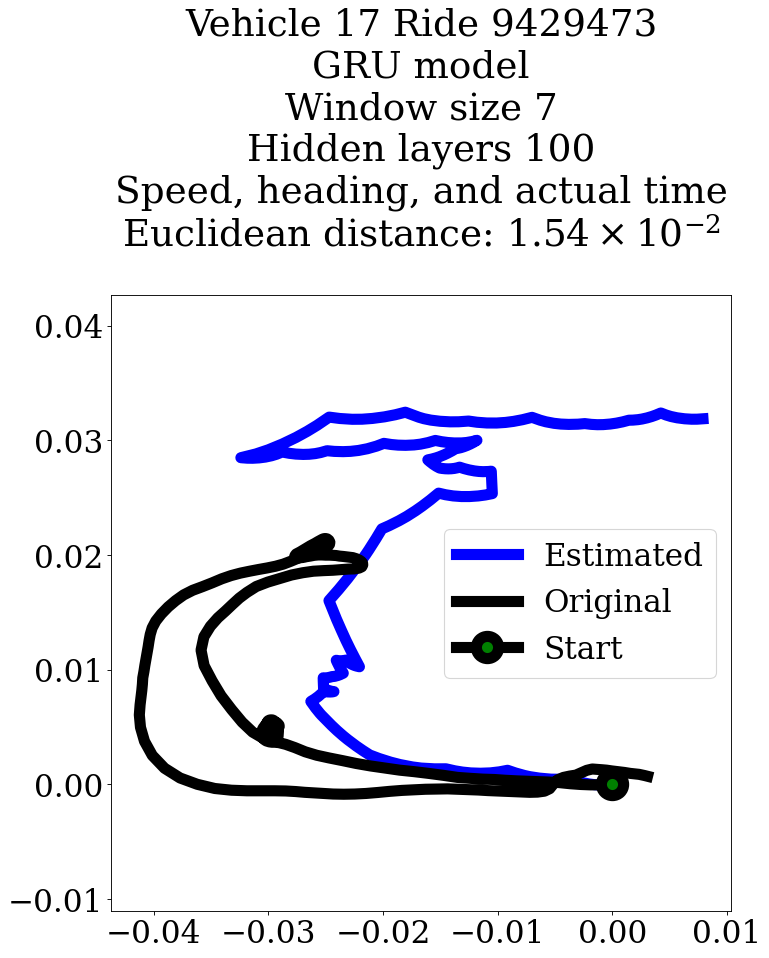 Vehicle 17 Ride 9429473
GRU model
Window size 7
Hidden layers 100
Speed, heading, and actual time
Euclidean distance: 1.54 × 10⁻²
0.04
0.03
0.02
0.01
0.00
−0.01
Estimated
Original
Start
−0.04 −0.03 −0.02 −0.01 0.00 0.01